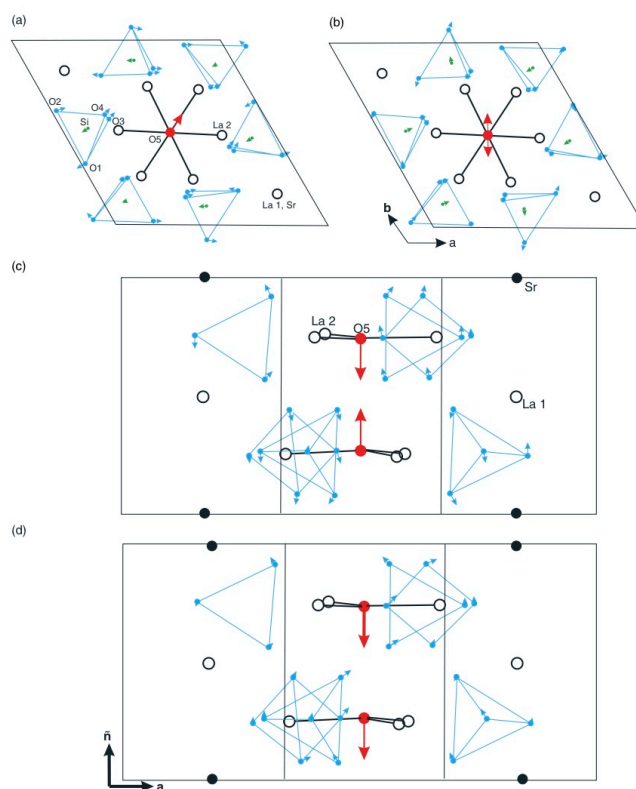 (a)
(b)
O2
O4
Si
O3
O1
O5
La 2
La 1, Sr
b
a
(c)
Sr
La 2
O5
La 1
(d)
ñ
a